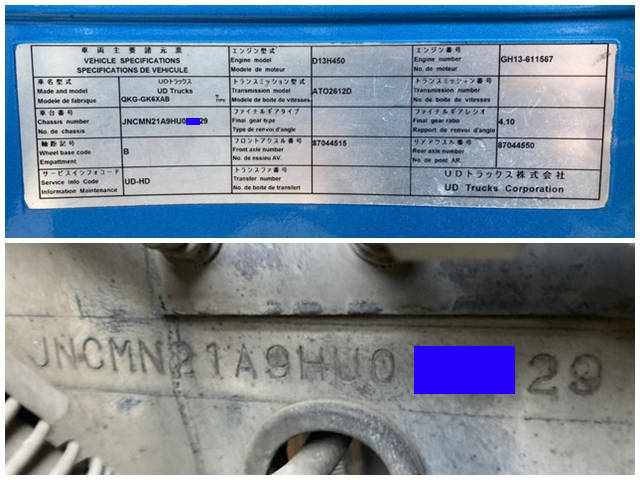 車両主要諸元票
VEHICLE SPECIFICATIONS
SPECIFICATIONS DE VEHICULE
エンジン型式
Engine model
Modele de moteur
D13H450
エンジン番号
Engine number
No. de moteur
GH13-611567
車名型式
Made and model
Modele de fabrique
UDトラックス
UD Trucks
QKG-GK6XAB
TYPE
トランスミッション型式
Transmission model
Modele de boite de vitesses
ATO2612D
トランスミッション番号
Transmission number
No. de boite de vitesses
車台番号
Chassis number
No. de chassis
JNCMN21A9HU0 29
ファイナルギアタイプ
Final gear type
Type de renvoi d'angle
ファイナルギアレシオ
Final gear ratio
Rapport de renvoi d'angle
4.10
軸距記号
Wheel base code
Empattment
B
フロントアクスル番号
Front axle number
No. de essieu AV.
87044515
リヤアクスル番号
Rear axle number
No. de pont AR.
87044550
サービスインフォコード
Service Info Code
Information Maintenance
UD-HD
トランスファ番号
Transfer number
No. de boite de transfert
UDトラックス株式会社
UD Trucks Corporation
JNCMN21A9HU0 29